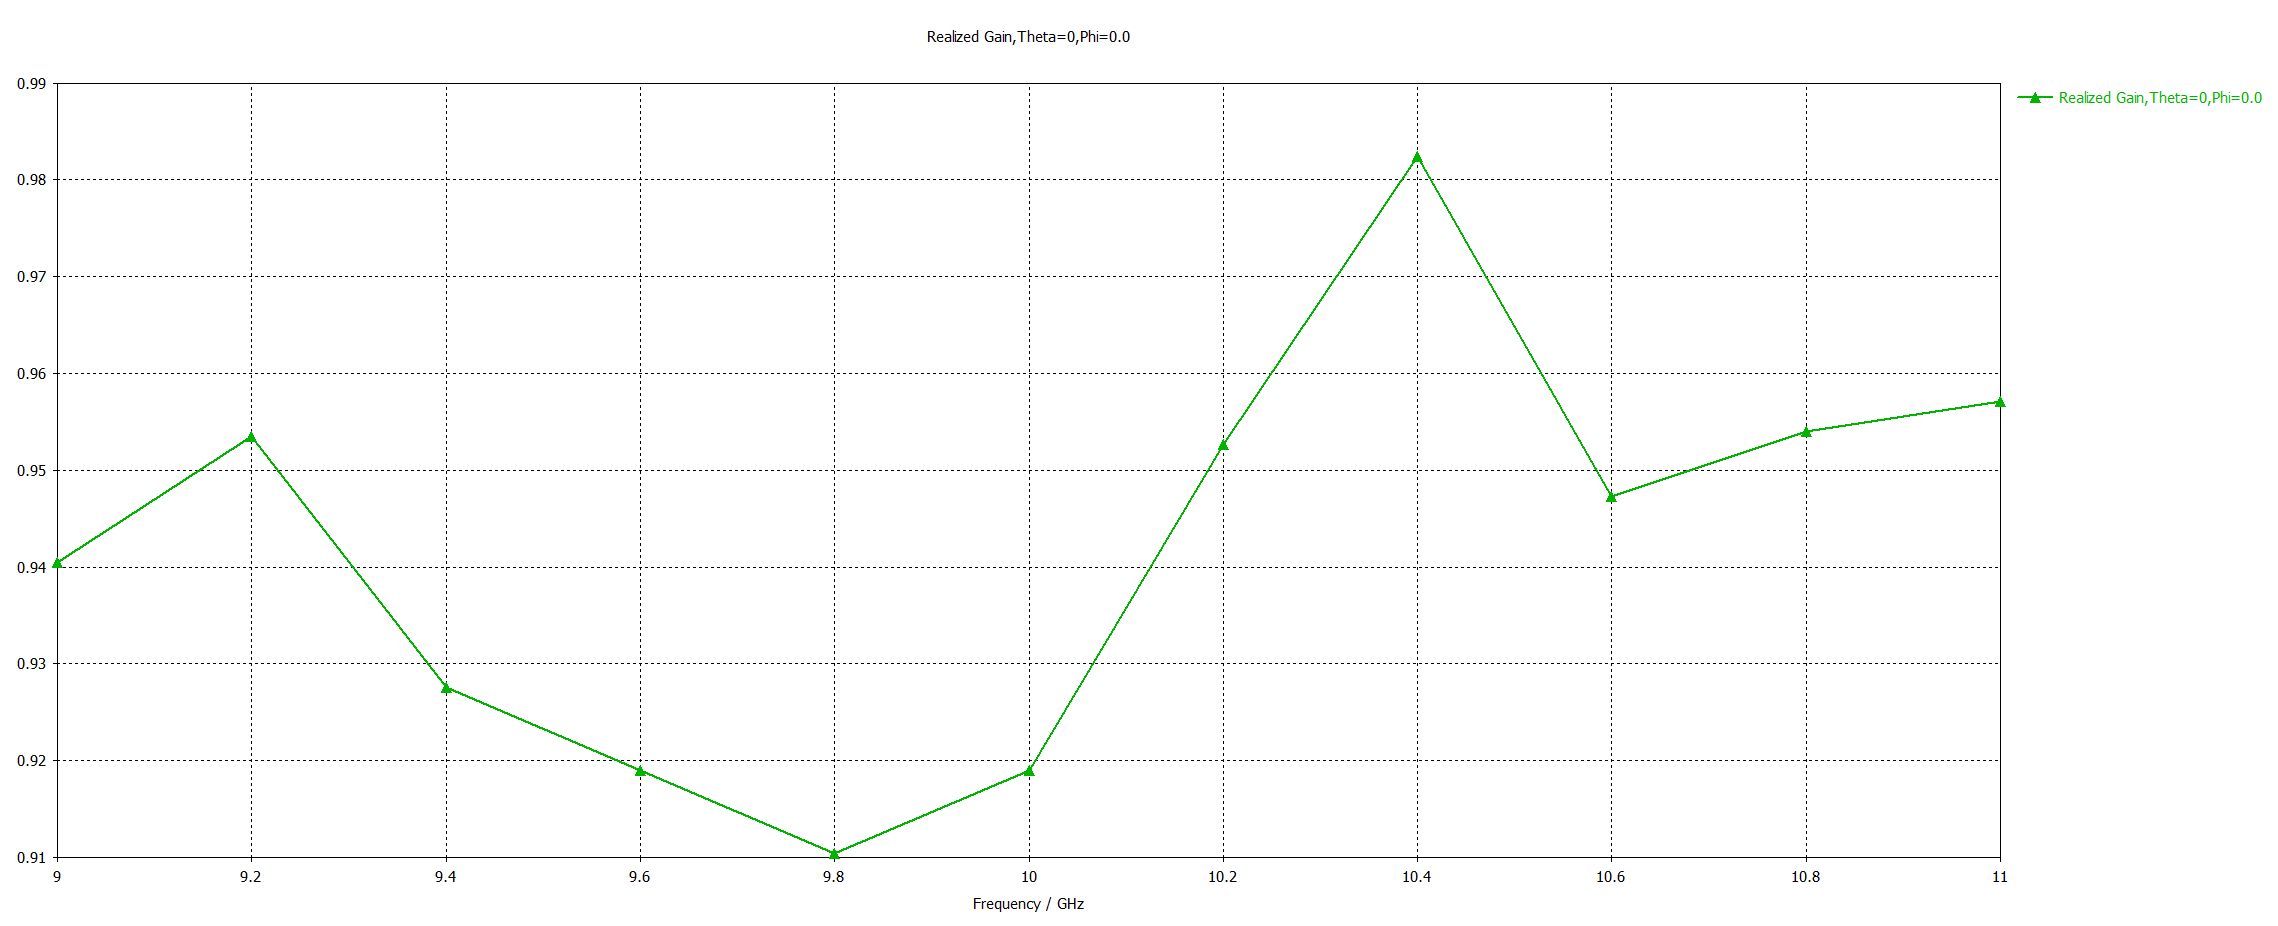 Realized Gain,Theta=0,Phi=0.0
Realized Gain,Theta=0,Phi=0.0
0.99
0.98
0.97
0.96
0.95
0.94
0.93
0.92
0.91
9 9.2 9.4 9.6 9.8 10 10.2 10.4 10.6 10.8 11
Frequency / GHz